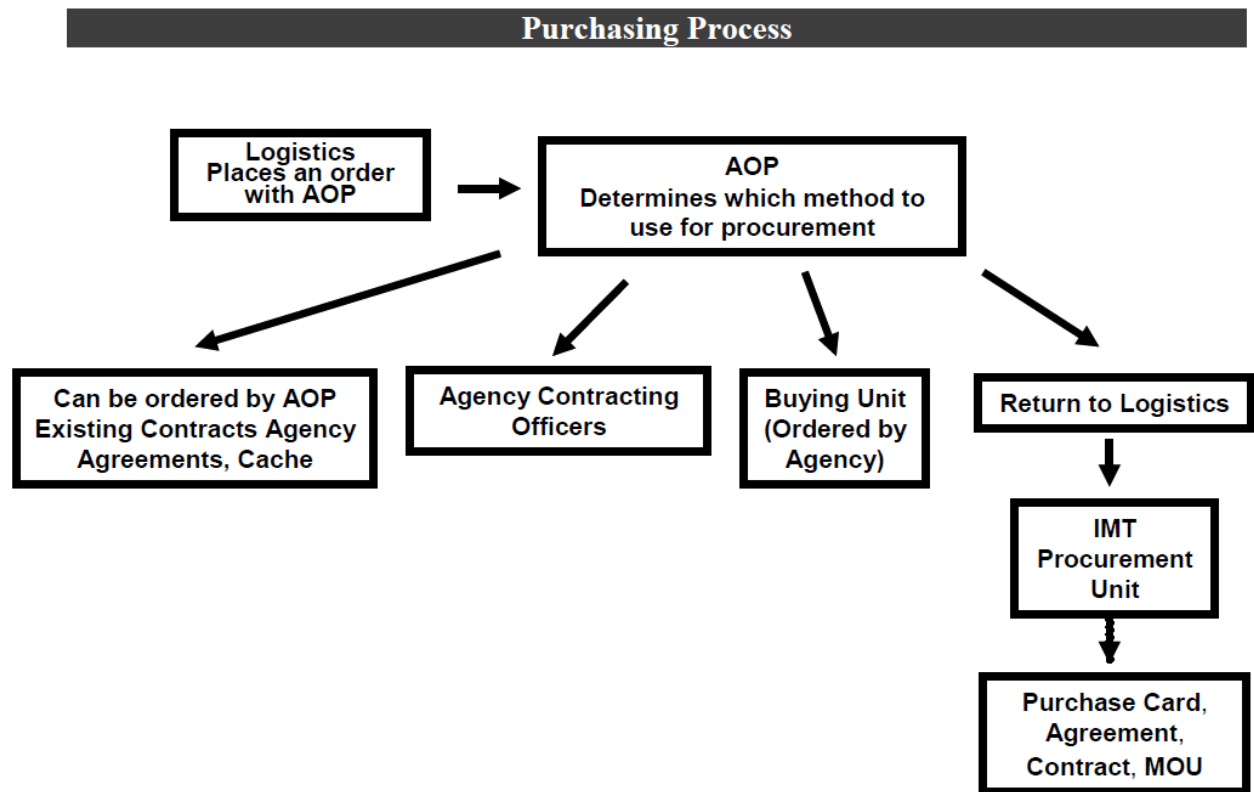 Purchasing Process
Logistics
Places an order
with AOP
AOP
Determines which method to
use for procurement
Can be ordered by AOP
Existing Contracts Agency
Agreements, Cache
Agency Contracting
Officers
Buying Unit
(Ordered by
Agency)
Return to Logistics
IMT
Procurement
Unit
Purchase Card,
Agreement,
Contract, MOU